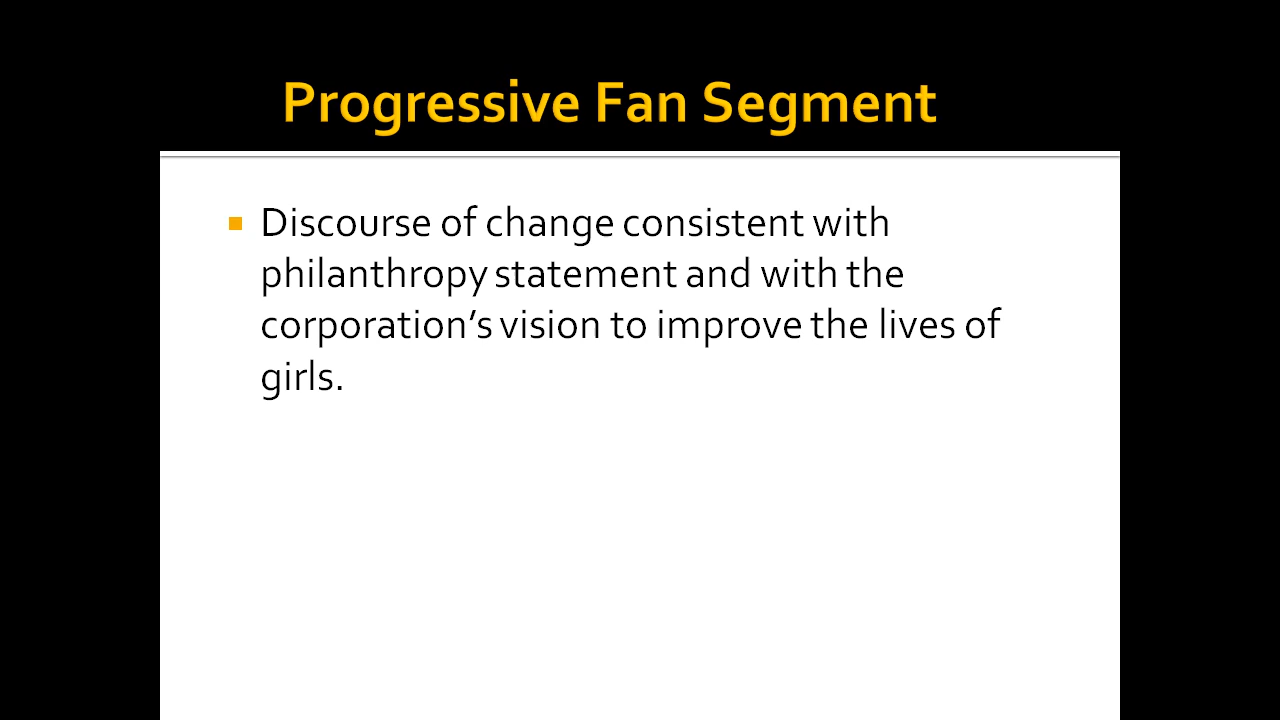 Progressive Fan Segment
Discourse of change consistent with
philanthropy statement and with the
corporation’s vision to improve the lives of
girls.